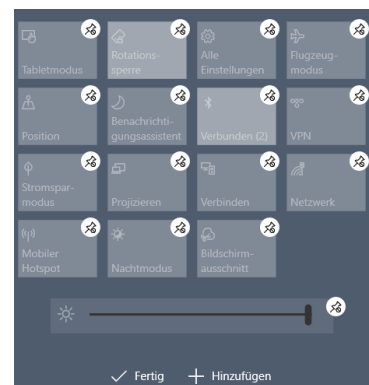 Tabletmodus
Rotations-
sperre
Alle
Einstellungen
Flugzeug-
modus
Position
Benachrichti-
gungsassistent
Verbunden (2)
VPN
Stromspar-
modus
Projizieren
Verbinden
Netzwerk
Mobiler
Hotspot
Nachtmodus
Bildschirm-
ausschnitt
Fertig
Hinzufügen